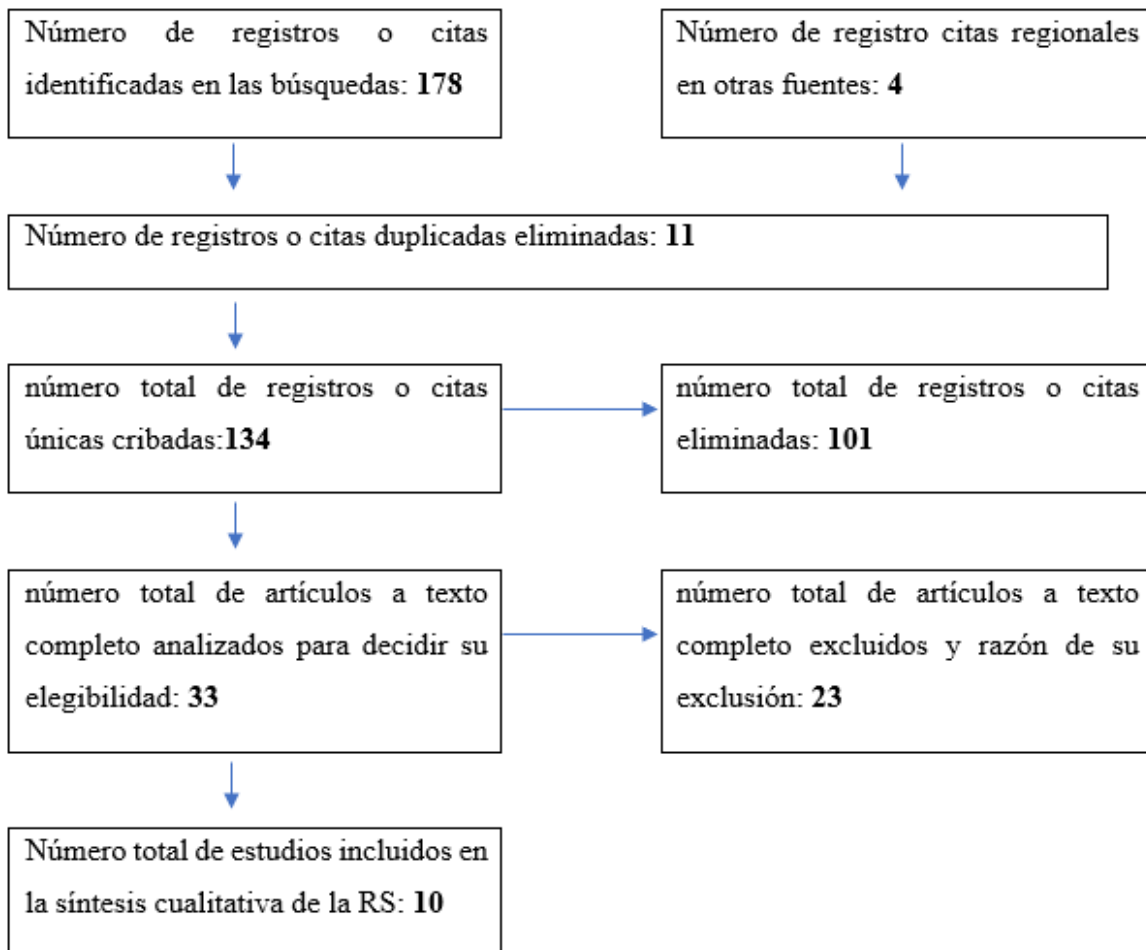 Número de registros o citas
identificadas en las búsquedas: 178
Número de registro citas regionales
en otras fuentes: 4
Número de registros o citas duplicadas eliminadas: 11
número total de registros o citas
únicas cribadas:134
número total de registros o citas
eliminadas: 101
número total de artículos a texto
completo analizados para decidir su
elegibilidad: 33
número total de artículos a texto
completo excluidos y razón de su
exclusión: 23
Número total de estudios incluidos en
la síntesis cualitativa de la RS: 10